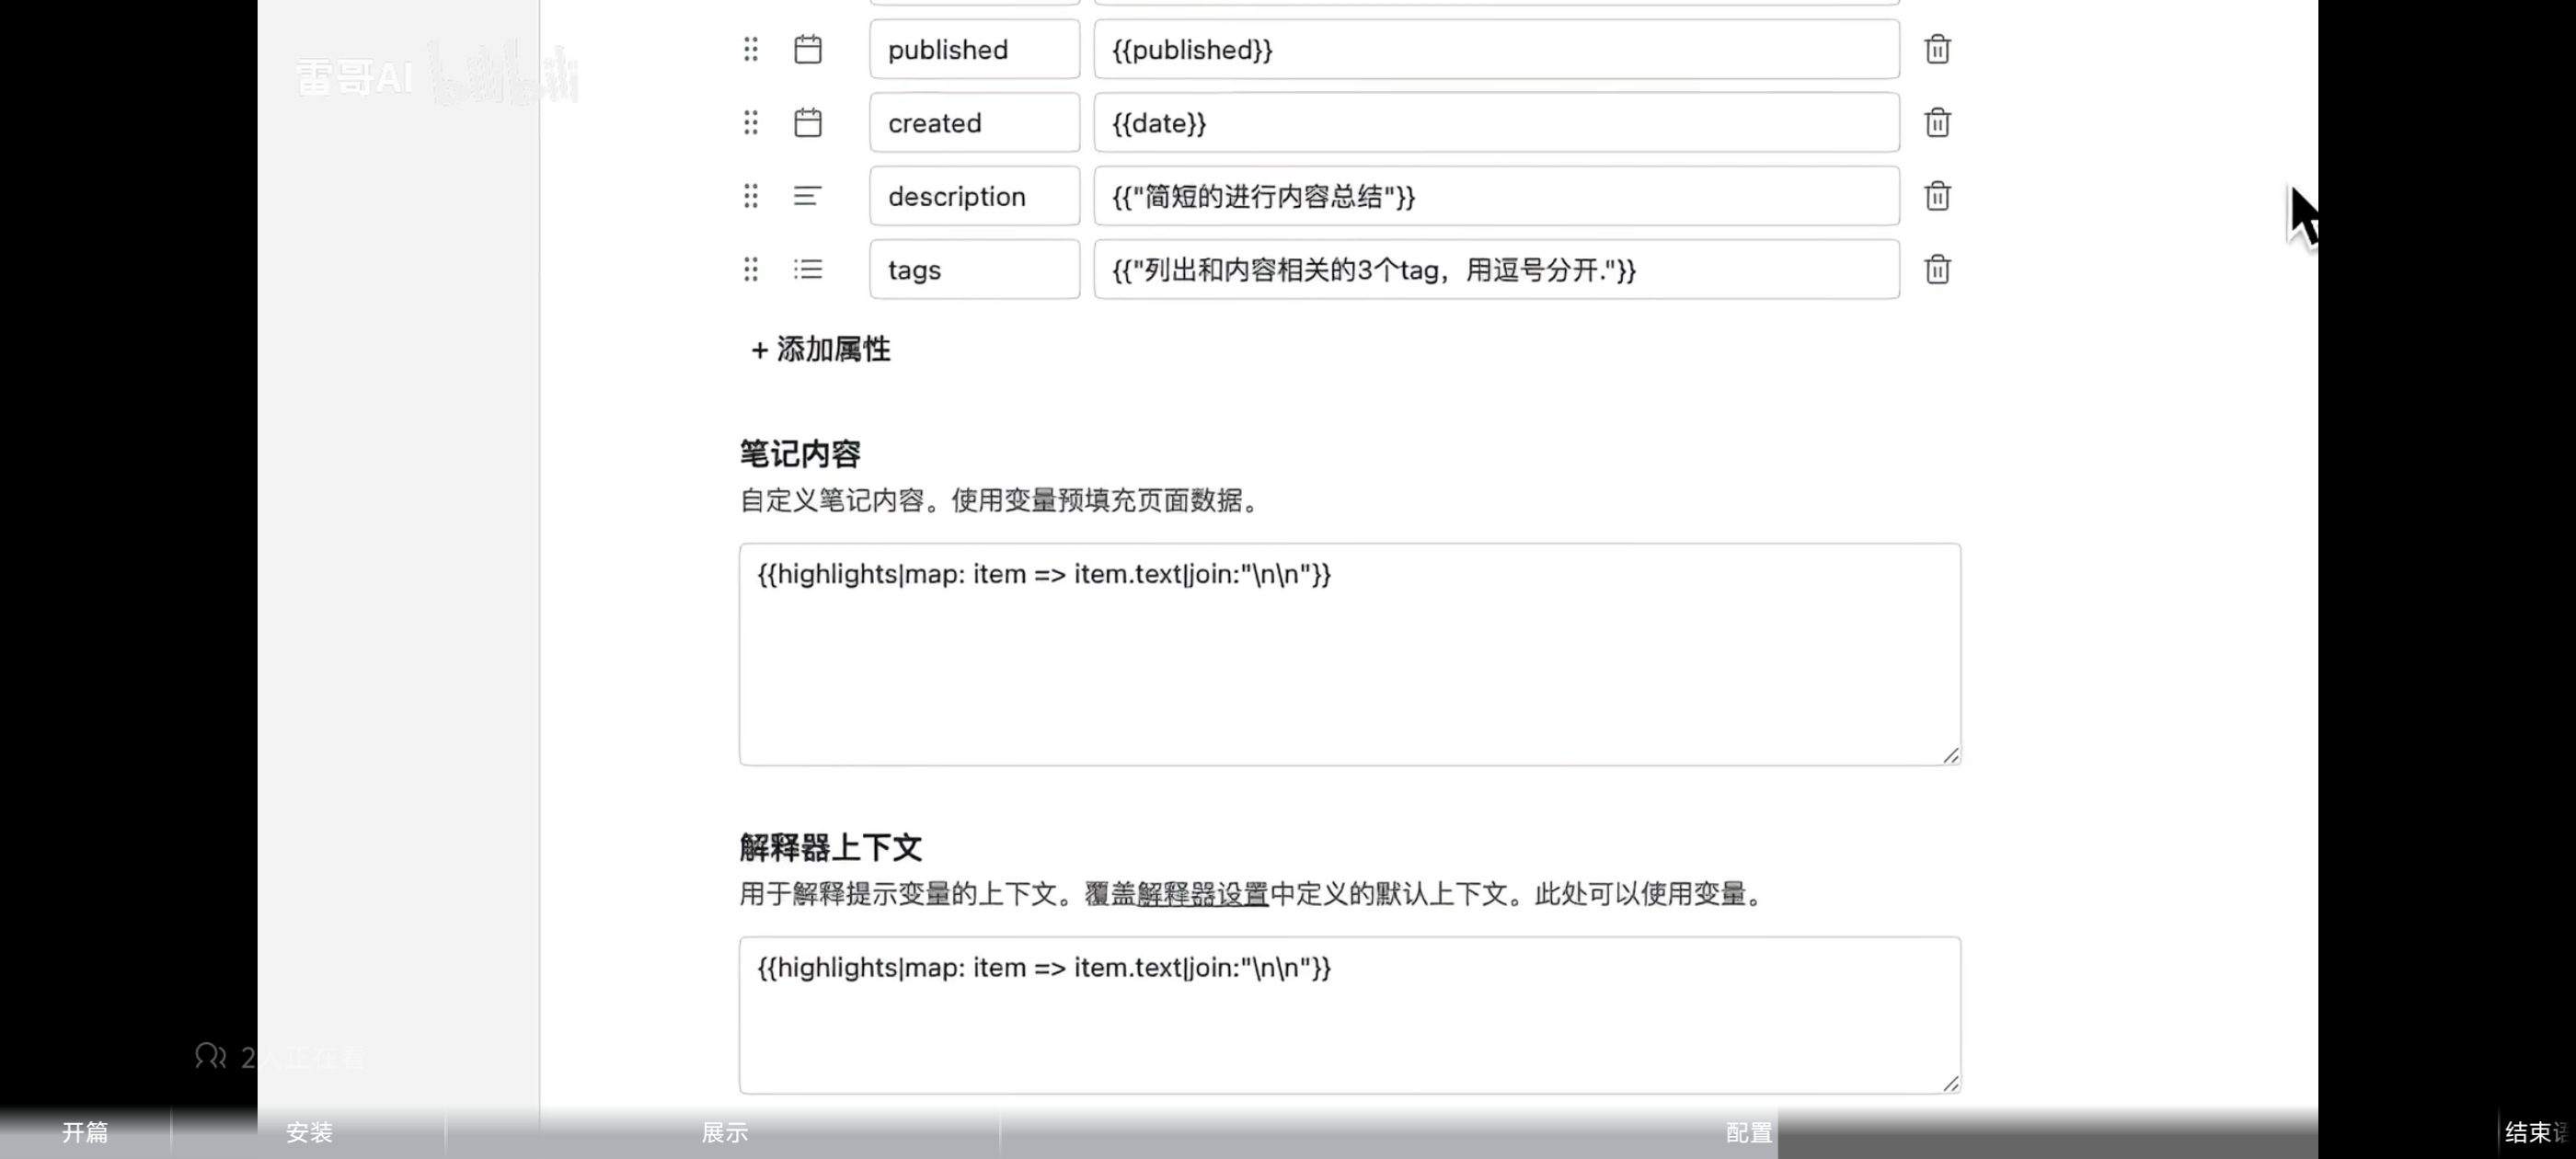 雷哥AI bilibili
published {{published}}
created {{date}}
description {{"简短的进行内容总结"}}
tags {{"列出和内容相关的3个tag，用逗号分开."}}
+ 添加属性
笔记内容
自定义笔记内容。使用变量预填充页面数据。
{{highlights|map: item => item.text|join:"\n\n"}}
解释器上下文
用于解释提示变量的上下文。覆盖解释器设置中定义的默认上下文。此处可以使用变量。
{{highlights|map: item => item.text|join:"\n\n"}}
2人正在看
开篇 安装 展示 配置 结束语